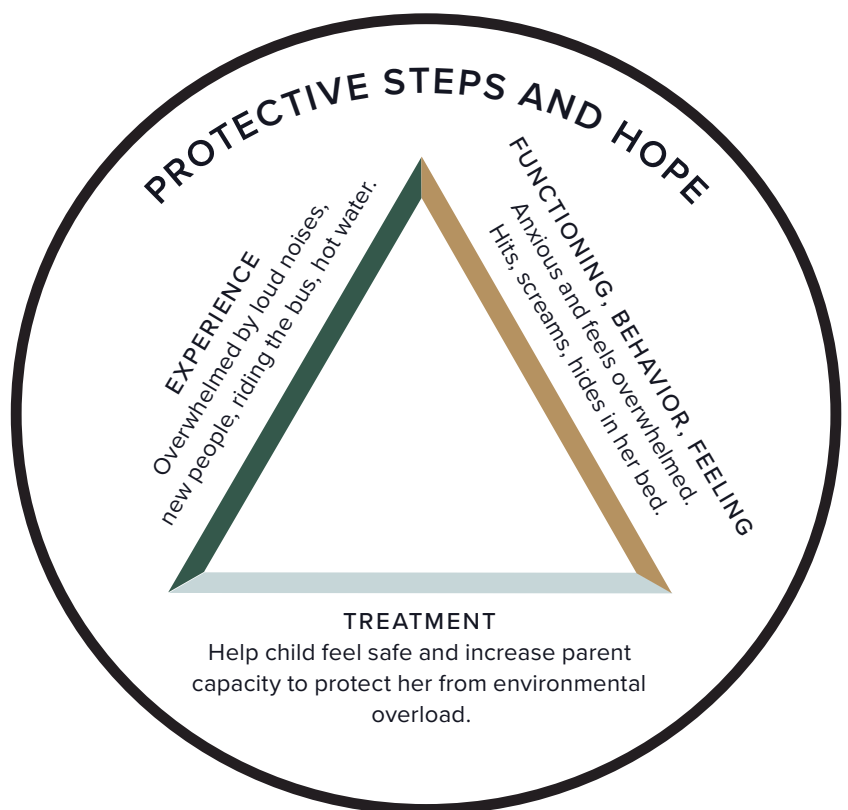 PROTECTIVE STEPS AND HOPE
EXPERIENCE
Overwhelmed by loud noises,
new people, riding the bus, hot water.
FUNCTIONING, BEHAVIOR, FEELING
Anxious and feels overwhelmed.
Hits, screams, hides in her bed.
TREATMENT
Help child feel safe and increase parent
capacity to protect her from environmental
overload.